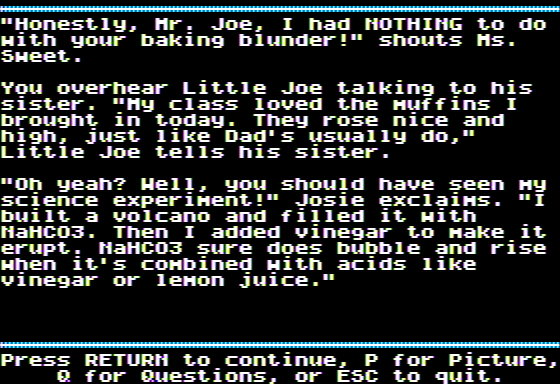 "Honestly, Mr. Joe, I had NOTHING to do
with your baking blunder!" shouts Ms.
Sweet.
You overhear Little Joe talking to his
sister. "My class loved the muffins I
brought in today. They rose nice and
high, just like Dad's usually do,"
Little Joe tells his sister.
"Oh yeah? Well, you should have seen my
science experiment!" Josie exclaims. "I
built a volcano and filled it with
NaHCO3. Then I added vinegar to make it
erupt. NaHCO3 sure does bubble and rise
when it's combined with acids like
vinegar or lemon juice."
Press RETURN to continue, P for Picture,
Q for Questions, or ESC to quit.